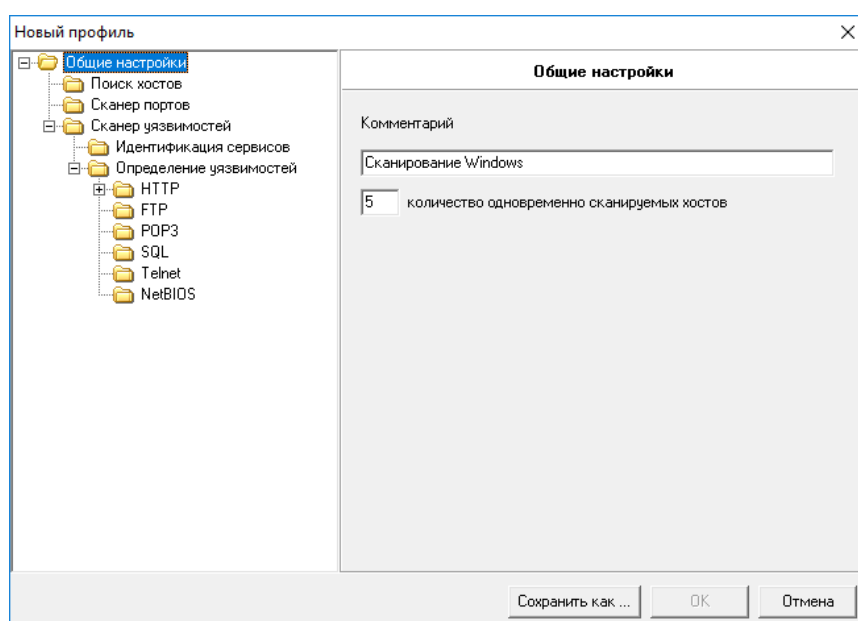 Новый профиль
Общие настройки
Поиск хостов
Сканер портов
Сканер уязвимостей
Идентификация сервисов
Определение уязвимостей
HTTP
FTP
POP3
SQL
Telnet
NetBIOS
Общие настройки
Комментарий
Сканирование Windows
5 количество одновременно сканируемых хостов
Сохранить как ... OK Отмена